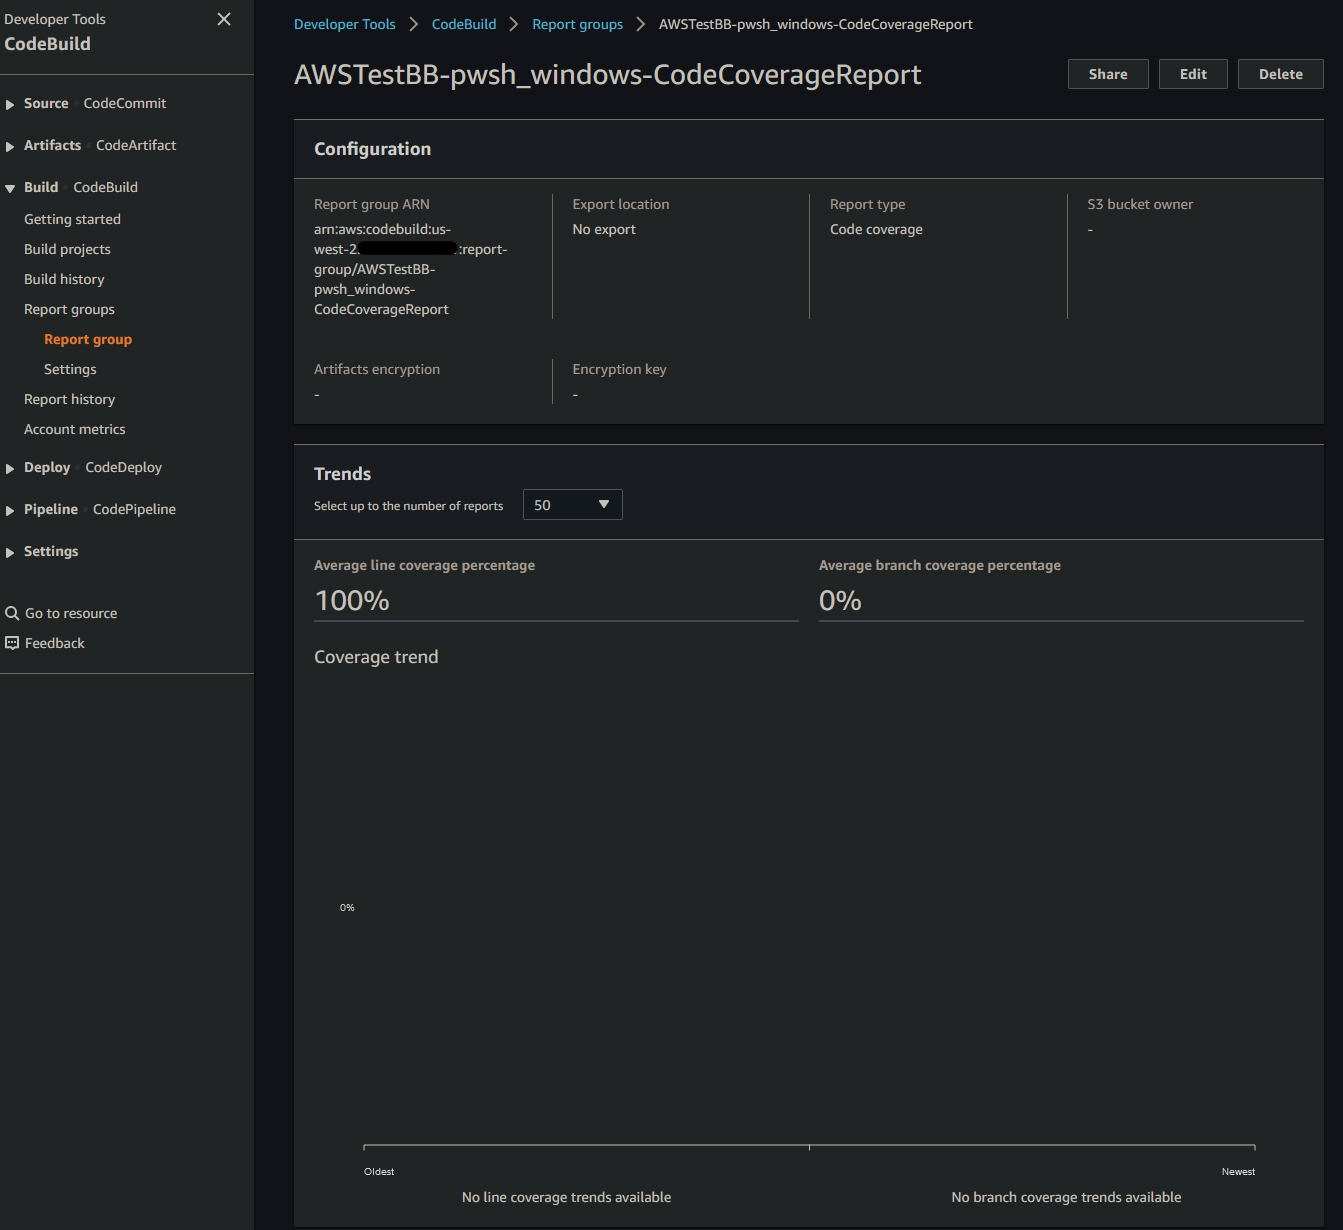 Developer Tools
CodeBuild
Source • CodeCommit
Artifacts • CodeArtifact
Build • CodeBuild
Getting started
Build projects
Build history
Report groups
Report group
Settings
Report history
Account metrics
Deploy • CodeDeploy
Pipeline • CodePipeline
Settings
Go to resource
Feedback
Developer Tools > CodeBuild > Report groups > AWSTestBB-pwsh_windows-CodeCoverageReport
AWSTestBB-pwsh_windows-CodeCoverageReport
Share Edit Delete
Configuration
Report group ARN
arn:aws:codebuild:us-
west-2: :report-
group/AWSTestBB-
pwsh_windows-
CodeCoverageReport
Export location
No export
Report type
Code coverage
S3 bucket owner
-
Artifacts encryption
-
Encryption key
-
Trends
Select up to the number of reports 50
Average line coverage percentage
100%
Average branch coverage percentage
0%
Coverage trend
0%
Oldest Newest
No line coverage trends available No branch coverage trends available